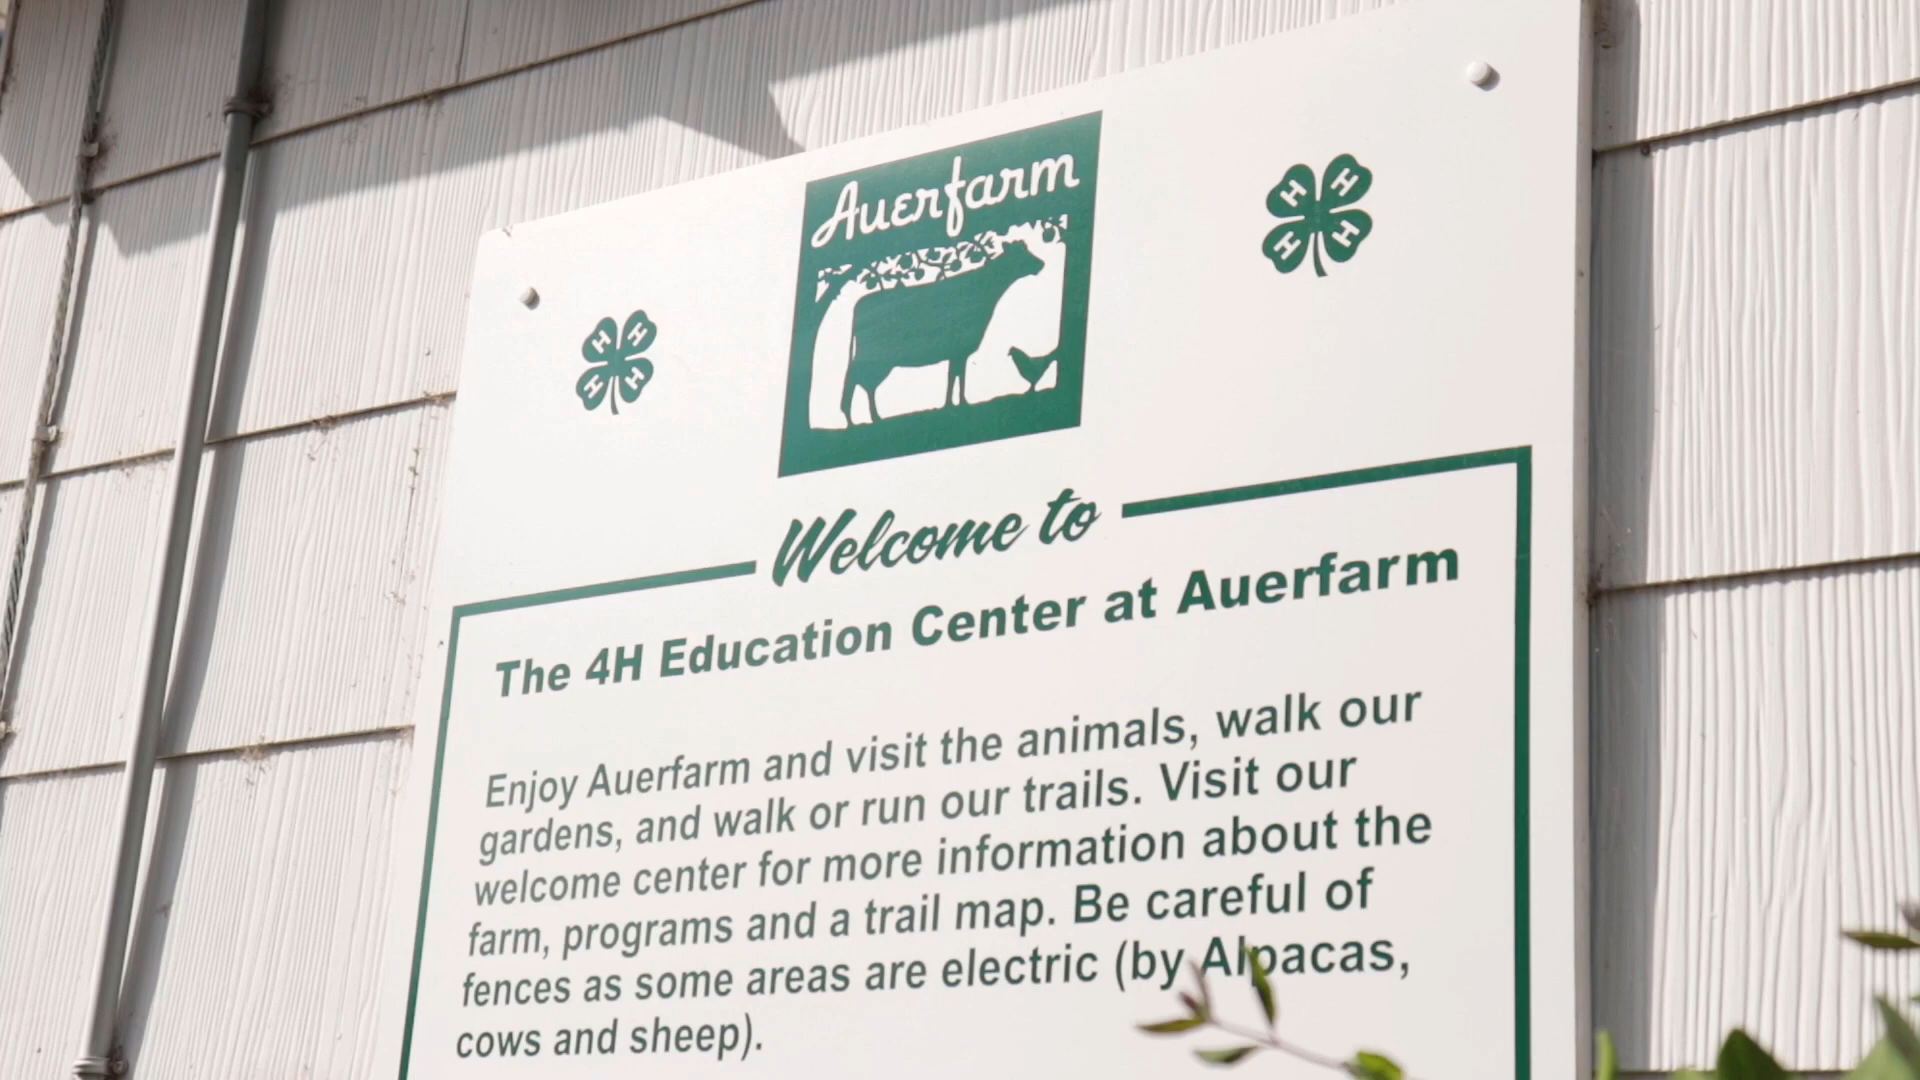 Auerfarm
H H H H
H H H H
Welcome to
The 4H Education Center at Auerfarm
Enjoy Auerfarm and visit the animals, walk our
gardens, and walk or run our trails. Visit our
welcome center for more information about the
farm, programs and a trail map. Be careful of
fences as some areas are electric (by Alpacas,
cows and sheep).